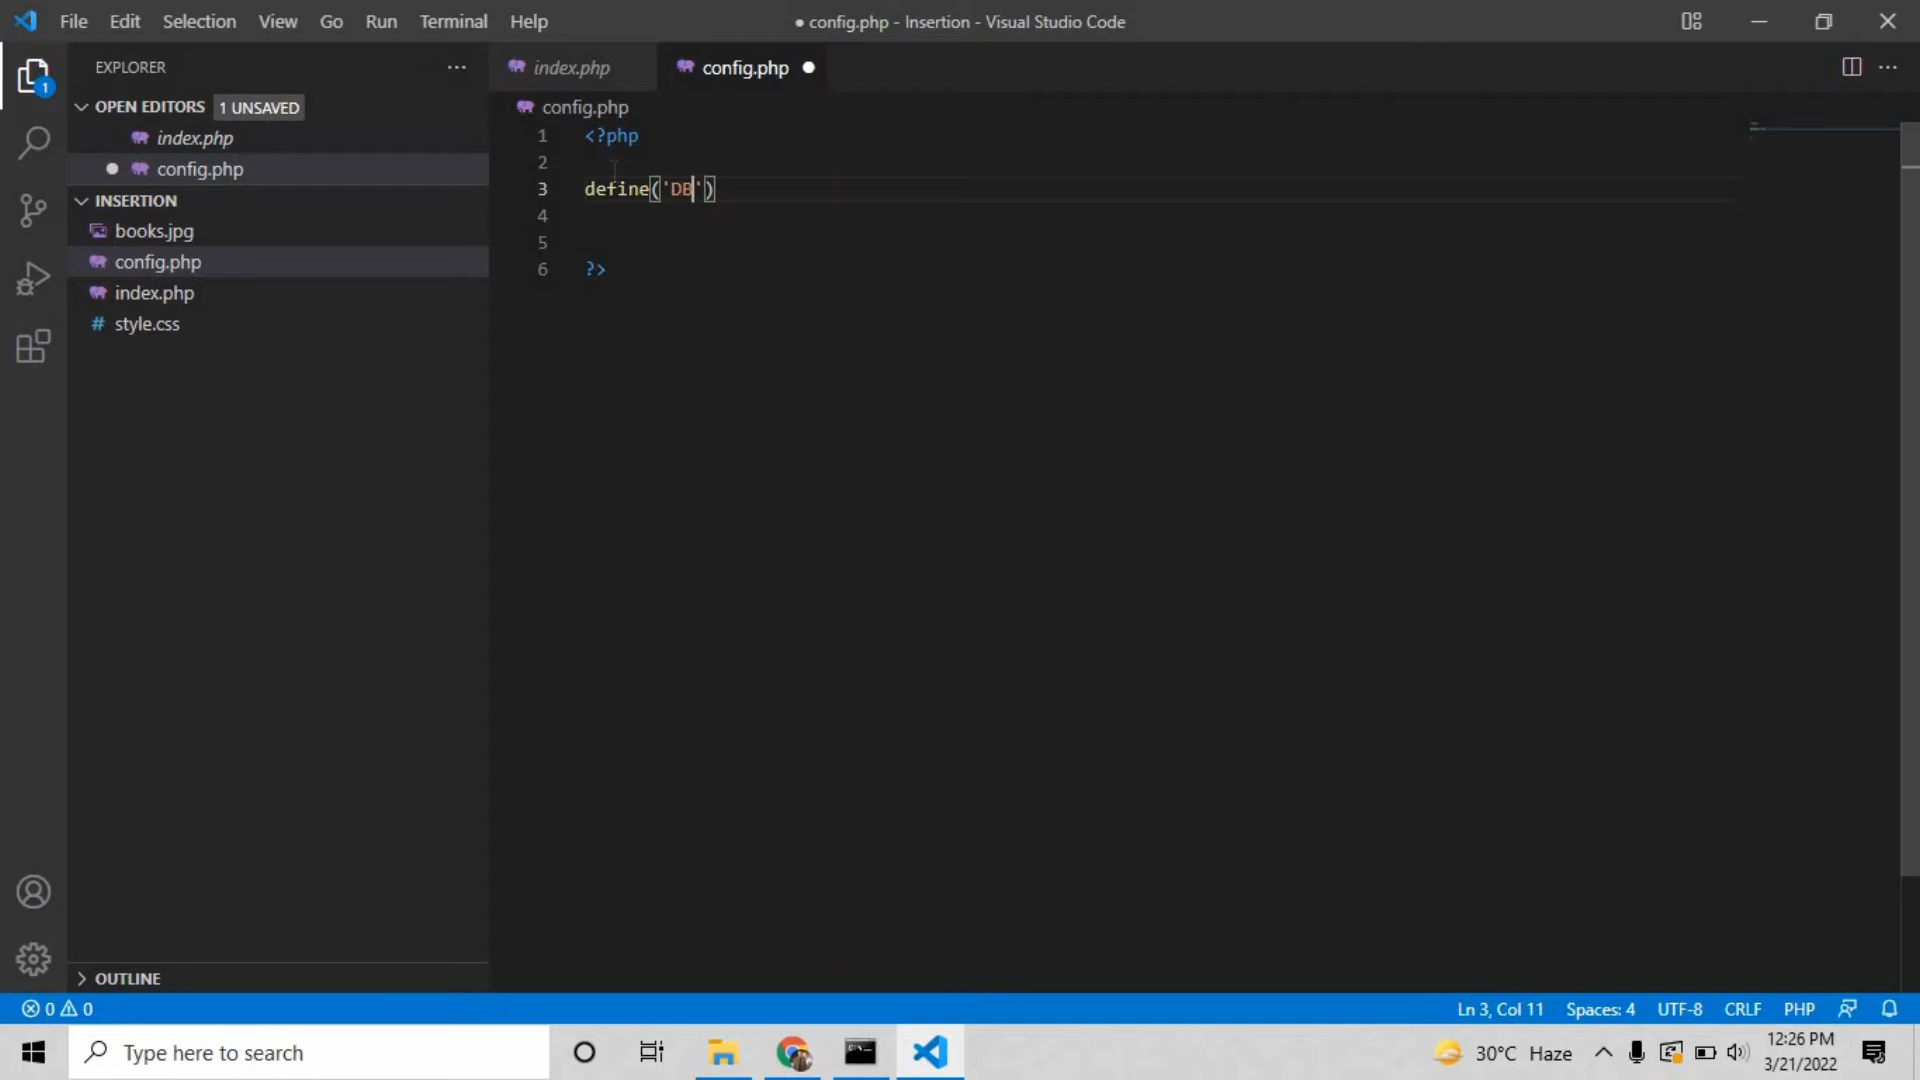 File Edit Selection View Go Run Terminal Help
● config.php - Insertion - Visual Studio Code
EXPLORER
OPEN EDITORS 1 UNSAVED
index.php
config.php
INSERTION
books.jpg
config.php
index.php
# style.css
OUTLINE
1
index.php config.php
config.php
1 <?php
2
3 define('DB')
4
5
6 ?>
0 0
Ln 3, Col 11 Spaces: 4 UTF-8 CRLF PHP
Type here to search
30°C Haze
12:26 PM
3/21/2022